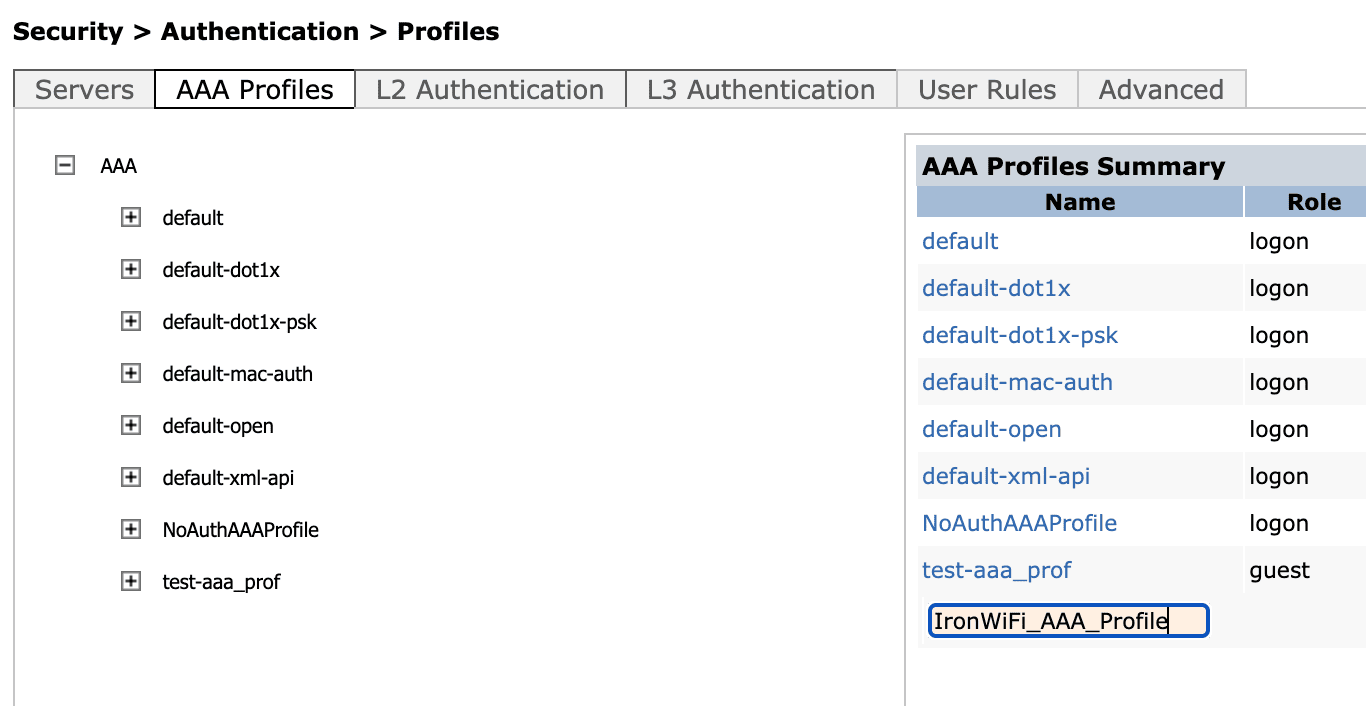 Security > Authentication > Profiles
Servers AAA Profiles L2 Authentication L3 Authentication User Rules Advanced
AAA
default
default-dot1x
default-dot1x-psk
default-mac-auth
default-open
default-xml-api
NoAuthAAAProfile
test-aaa_prof
AAA Profiles Summary
Name Role
default logon
default-dot1x logon
default-dot1x-psk logon
default-mac-auth logon
default-open logon
default-xml-api logon
NoAuthAAAProfile logon
test-aaa_prof guest
IronWiFi_AAA_Profile